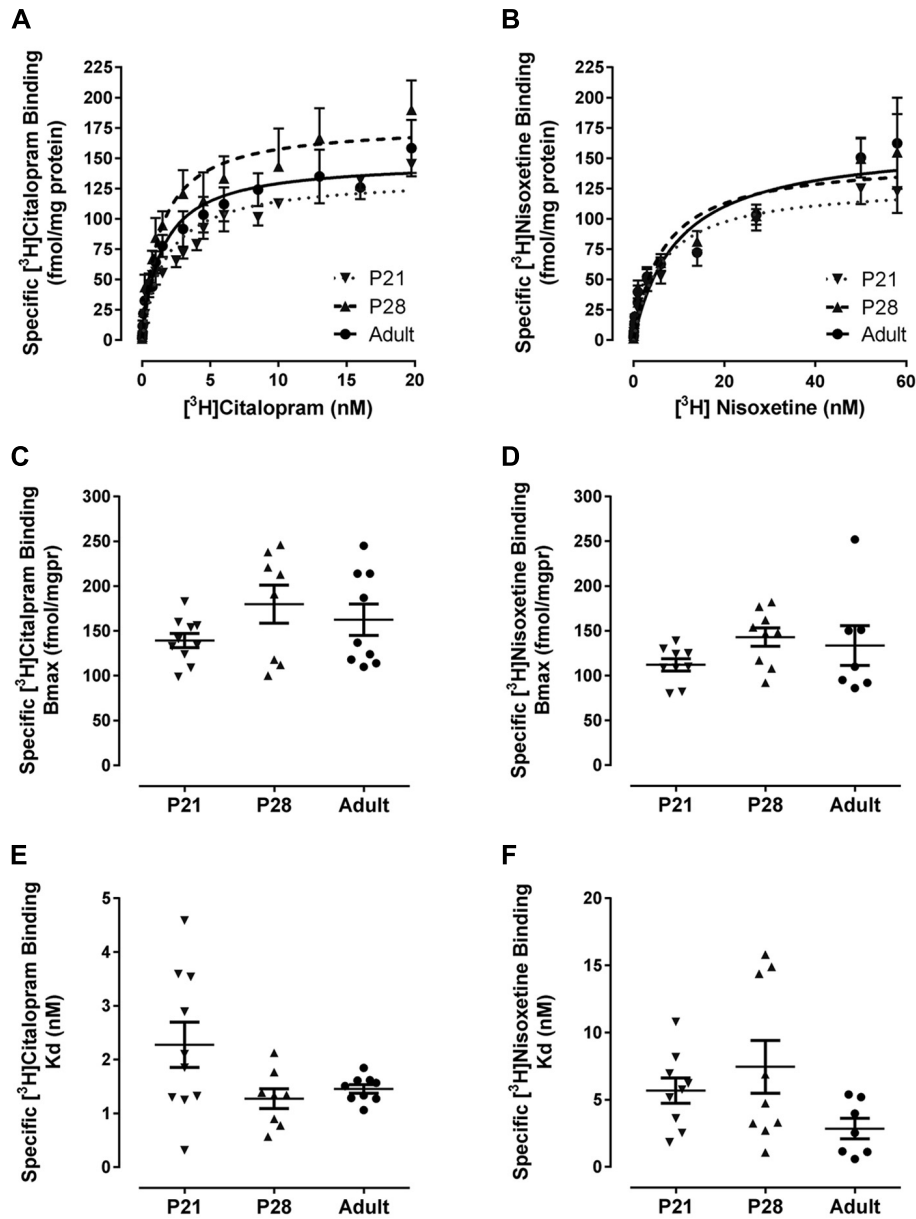 A
Specific [³H]Citalopram Binding
(fmol/mg protein)
225
200
175
150
125
100
75
50
25
0
P21
P28
Adult
0
5
10
15
20
[³H]Citalopram (nM)
B
Specific [³H]Nisoxetine Binding
(fmol/mg protein)
225
200
175
150
125
100
75
50
25
0
P21
P28
Adult
0
20
40
60
[³H] Nisoxetine (nM)
C
Specific [³H]Citalpram Binding
Bmax (fmol/mgpr)
300
250
200
150
100
50
0
P21
P28
Adult
D
Specific [³H]Nisoxetine Binding
Bmax (fmol/mgpr)
300
250
200
150
100
50
0
P21
P28
Adult
E
Specific [³H]Citalopram Binding
Kd (nM)
5
4
3
2
1
0
P21
P28
Adult
F
Specific [³H]Nisoxetine Binding
Kd (nM)
20
15
10
5
0
P21
P28
Adult